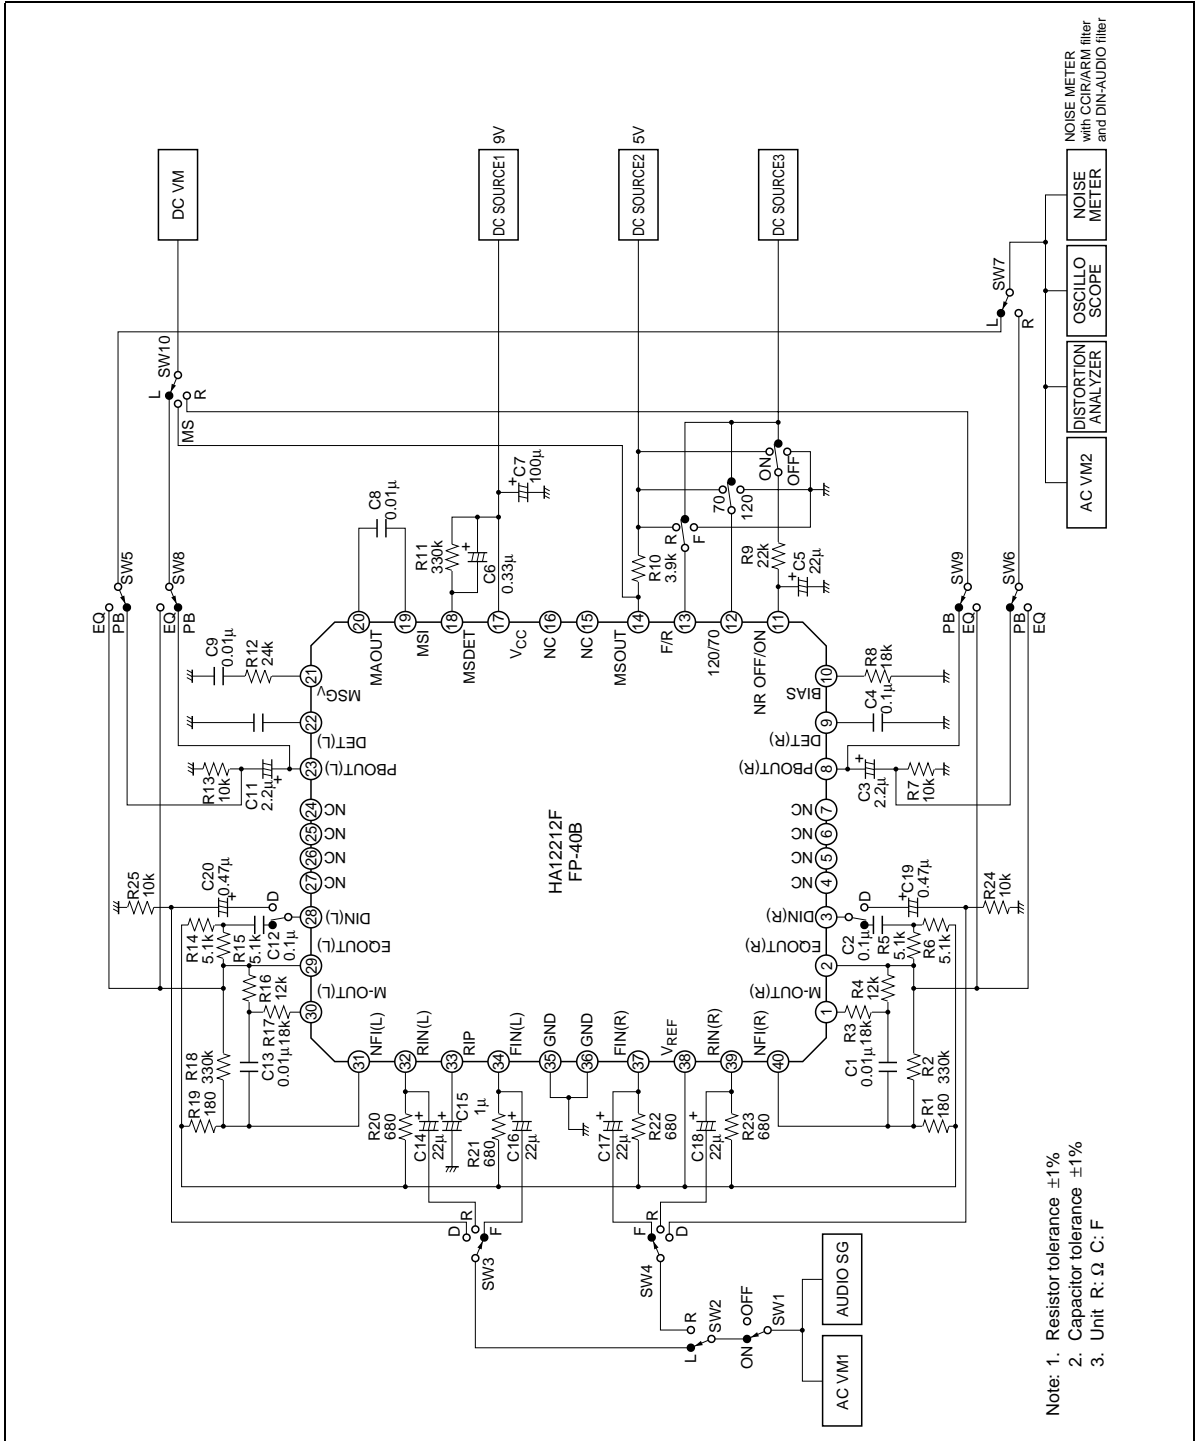 DC VM
DC SOURCE1 9V
DC SOURCE2 5V
DC SOURCE3
NOISE METER
with CCIR/ARM filter
and DIN-AUDIO filter
NOISE
METER
OSCILLO
SCOPE
DISTORTION
ANALYZER
AC VM2
SW7
L
R
SW10
L
R
MS
SW5
EQ
PB
SW8
EQ
PB
SW9
PB
EQ
SW6
PB
EQ
C7
100µ
C8
0.01µ
R11
330k
C6
0.33µ
R10
3.9k
R
F
70
120
ON
OFF
R9
22k
C5
22µ
20
MAOUT
19
MSI
18
MSDET
17
VCC
16
NC
15
NC
14
MSOUT
13
F/R
12
120/70
11
NR OFF/ON
C9
0.01µ
R12
24k
21
MSGV
22
DET(L)
23
PBOUT(L)
R13
10k
C11
2.2µ
24
NC
25
NC
26
NC
27
NC
28
DIN(L)
29
EQOUT(L)
30
M-OUT(L)
R25
10k
C20
0.47µ
D
R14
5.1k
R15
5.1k
C12
0.1µ
R16
12k
R17
18k
C13
0.01µ
R18
330k
R19
180
HA12212F
FP-40B
10
BIAS
R8
18k
9
DET(R)
C4
0.1µ
8
PBOUT(R)
C3
2.2µ
R7
10k
7
NC
6
NC
5
NC
4
NC
3
DIN(R)
2
EQOUT(R)
1
M-OUT(R)
D
C19
0.47µ
R24
10k
C2
0.1µ
R5
5.1k
R6
5.1k
R4
12k
R3
18k
C1
0.01µ
R2
330k
R1
180
31
NFI(L)
32
RIN(L)
33
RIP
34
FIN(L)
35
GND
36
GND
37
FIN(R)
38
VREF
39
RIN(R)
40
NFI(R)
R20
680
C14
22µ
C15
1µ
R21
680
C16
22µ
C17
22µ
R22
680
C18
22µ
R23
680
D
R
F
SW3
F
R
D
SW4
L
R
SW2
ON
OFF
SW1
AC VM1
AUDIO SG
Note: 1. Resistor tolerance ±1%
2. Capacitor tolerance ±1%
3. Unit R: Ω C: F